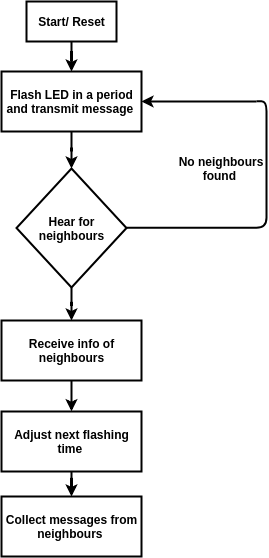 Start/ Reset
Flash LED in a period
and transmit message
No neighbours
found
Hear for
neighbours
Receive info of
neighbours
Adjust next flashing
time
Collect messages from
neighbours